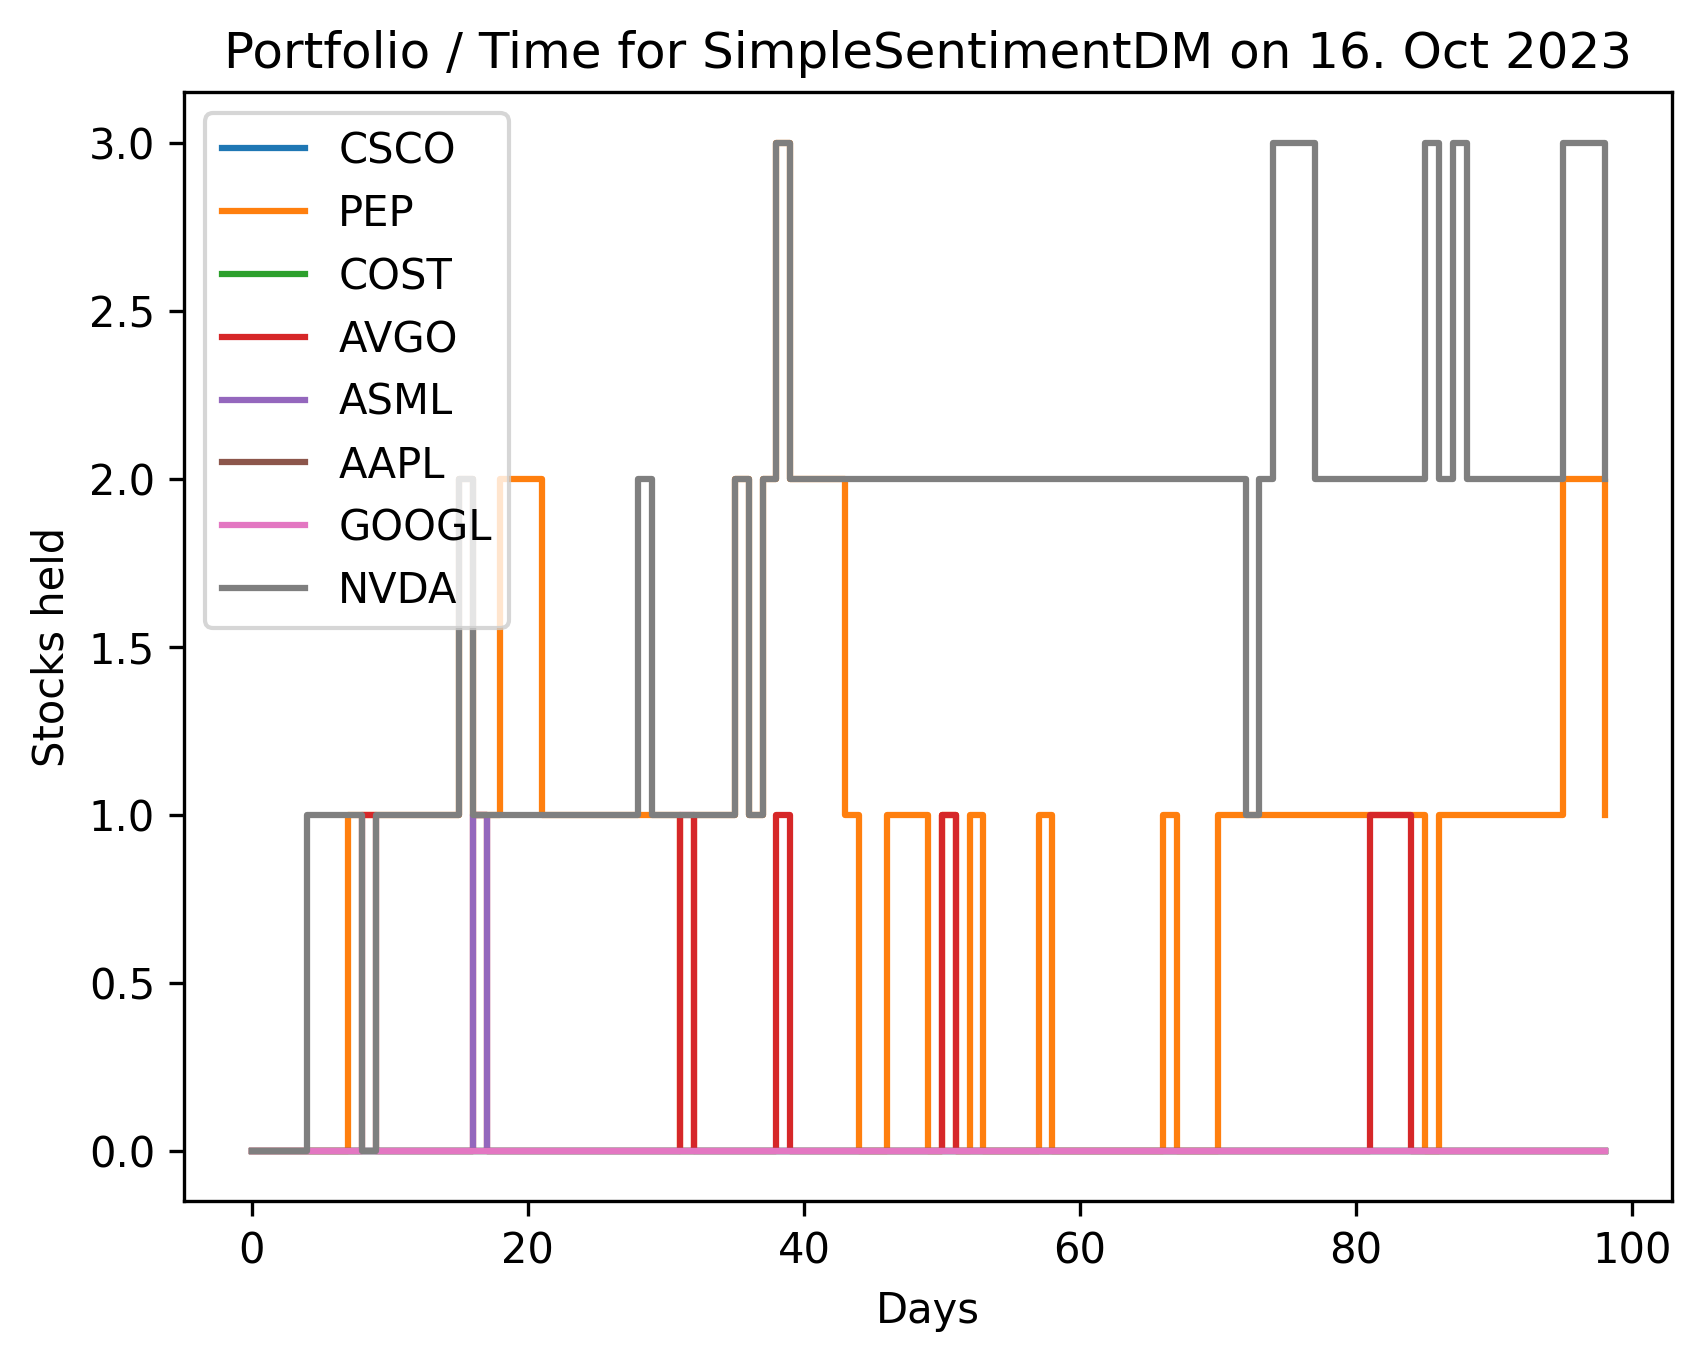 Portfolio / Time for SimpleSentimentDM on 16. Oct 2023
CSCO
PEP
COST
AVGO
ASML
AAPL
GOOGL
NVDA
3.0
2.5
2.0
1.5
1.0
0.5
0.0
Stocks held
0 20 40 60 80 100
Days